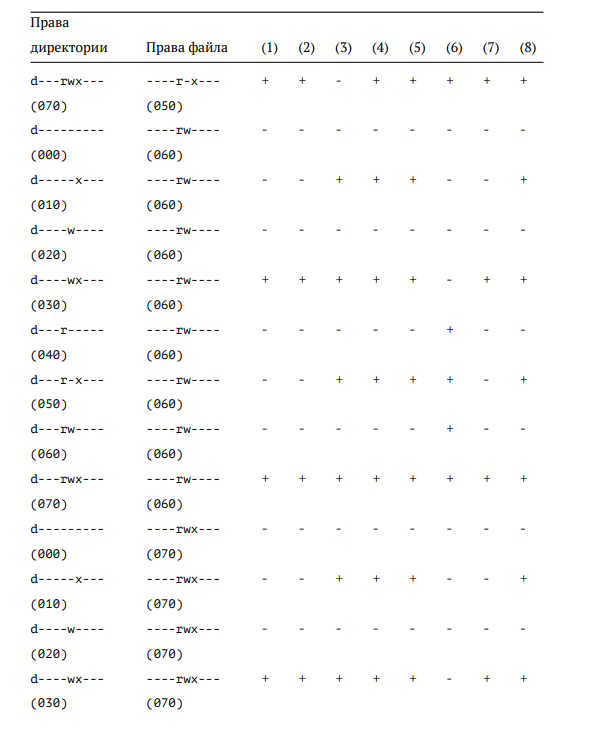 Права
директории Права файла (1) (2) (3) (4) (5) (6) (7) (8)
d---rwx--- ----r-x--- + + - + + + + +
(070) (050)
d--------- ----rw---- - - - - - - - -
(000) (060)
d-----x--- ----rw---- - - + + + - - +
(010) (060)
d----w---- ----rw---- - - - - - - - -
(020) (060)
d----wx--- ----rw---- + + + + + - + +
(030) (060)
d---r----- ----rw---- - - - - - + - -
(040) (060)
d---r-x--- ----rw---- - - + + + + - +
(050) (060)
d---rw---- ----rw---- - - - - - + - -
(060) (060)
d---rwx--- ----rw---- + + + + + + + +
(070) (060)
d--------- ----rwx--- - - - - - - - -
(000) (070)
d-----x--- ----rwx--- - - + + + - - +
(010) (070)
d----w---- ----rwx--- - - - - - - - -
(020) (070)
d----wx--- ----rwx--- + + + + + - + +
(030) (070)